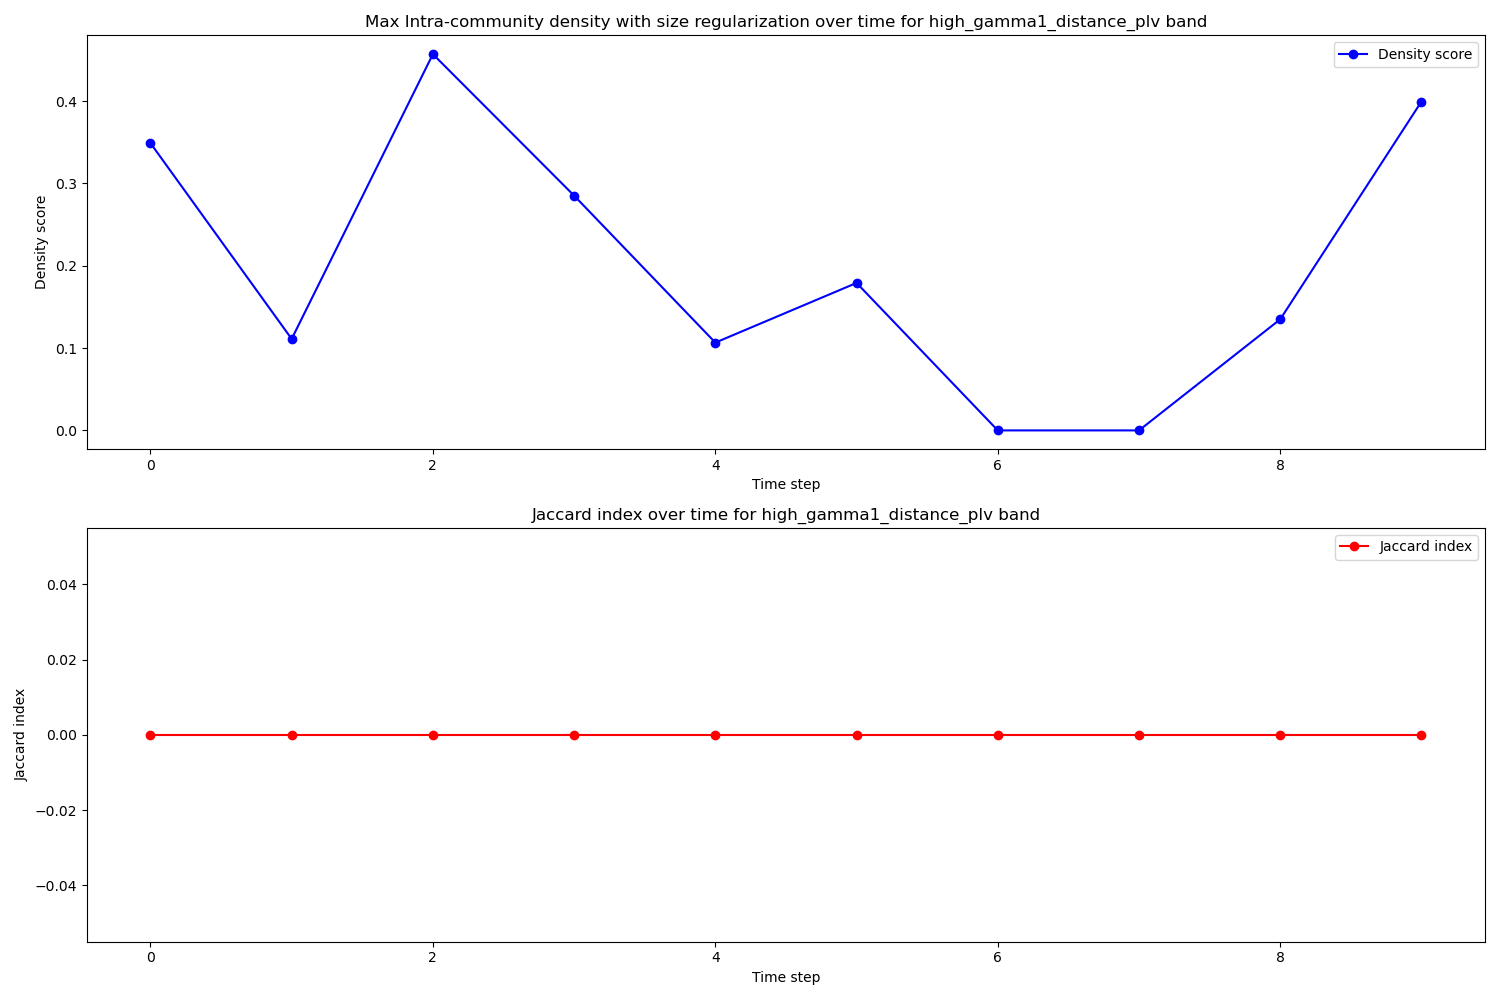 Max Intra-community density with size regularization over time for high_gamma1_distance_plv band
Density score
0.4
0.3
0.2
0.1
0.0
Density score
0 2 4 6 8
Time step
Jaccard index over time for high_gamma1_distance_plv band
Jaccard index
0.04
0.02
0.00
−0.02
−0.04
Jaccard index
0 2 4 6 8
Time step